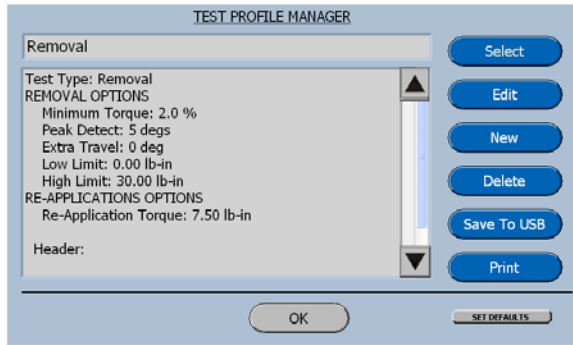 TEST PROFILE MANAGER
Removal
Test Type: Removal
REMOVAL OPTIONS
Minimum Torque: 2.0 %
Peak Detect: 5 degs
Extra Travel: 0 deg
Low Limit: 0.00 lb-in
High Limit: 30.00 lb-in
RE-APPLICATIONS OPTIONS
Re-Application Torque: 7.50 lb-in
Header:
Select
Edit
New
Delete
Save To USB
Print
OK
SET DEFAULTS